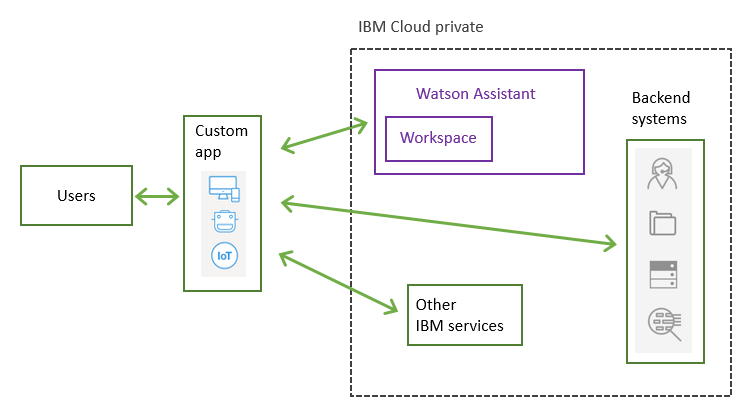 IBM Cloud private
Watson Assistant
Workspace
Backend
systems
Custom
app
IoT
Users
Other
IBM services